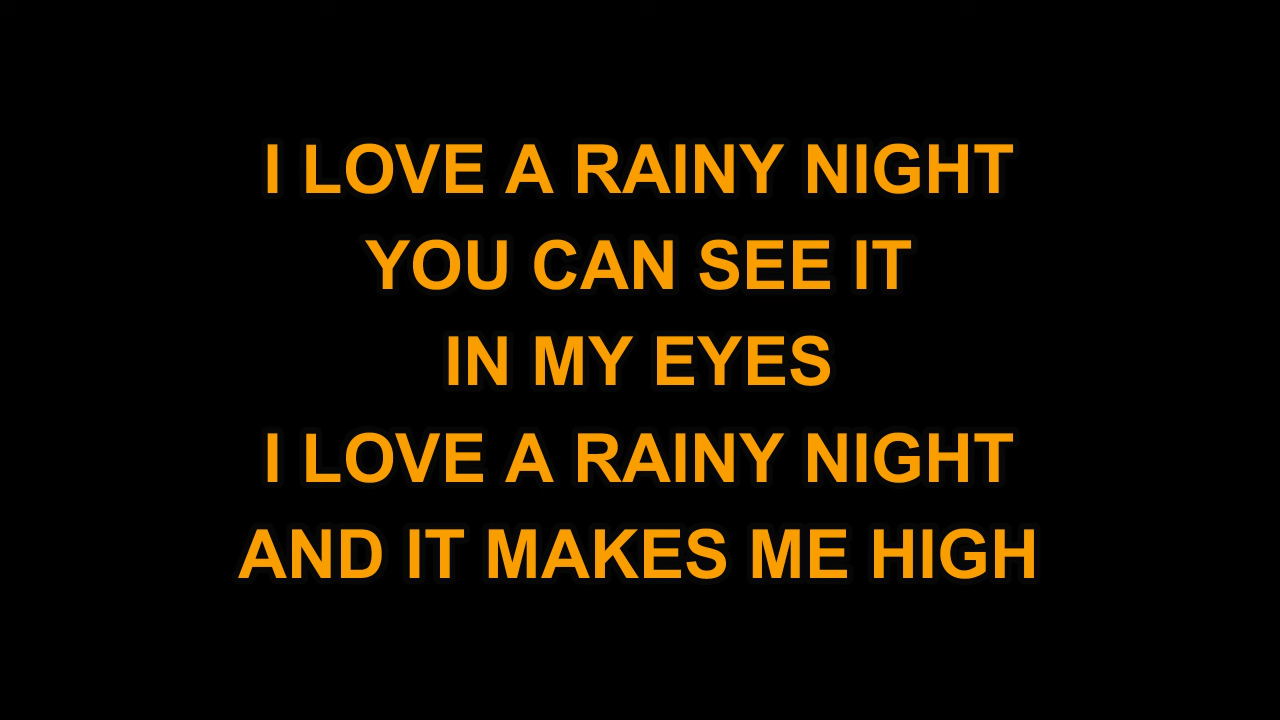 I LOVE A RAINY NIGHT
YOU CAN SEE IT
IN MY EYES
I LOVE A RAINY NIGHT
AND IT MAKES ME HIGH